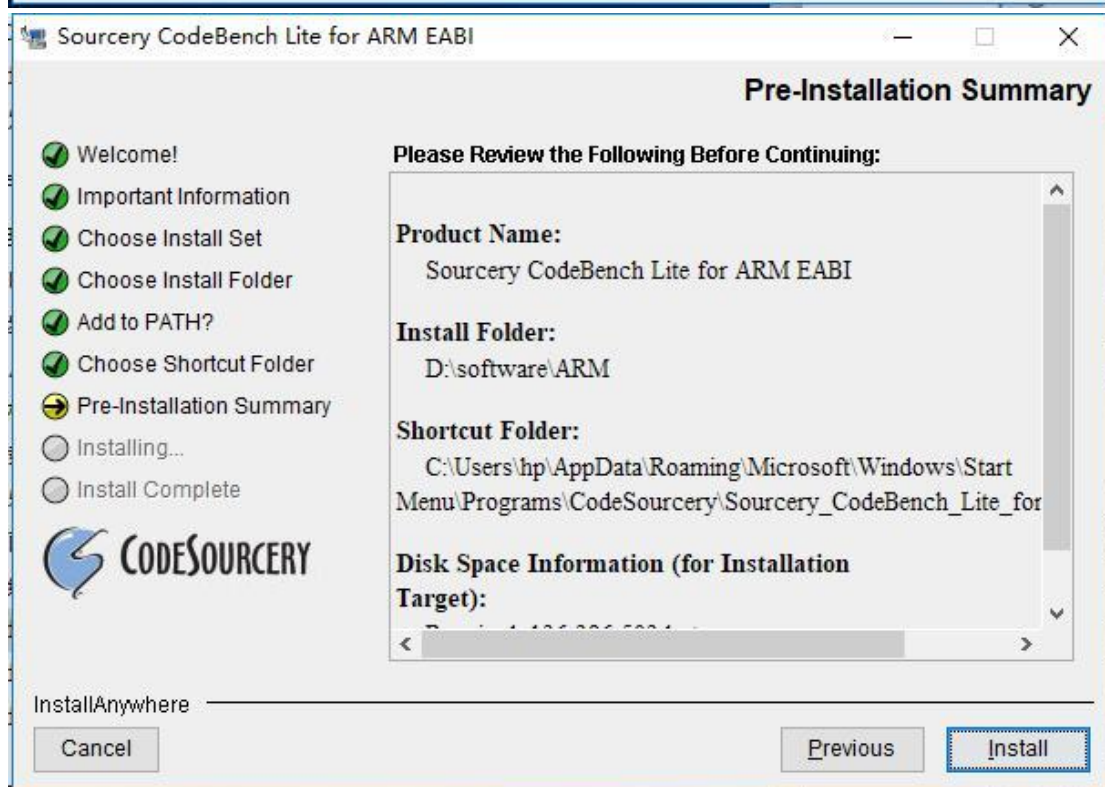 Sourcery CodeBench Lite for ARM EABI
Pre-Installation Summary
Welcome!
Important Information
Choose Install Set
Choose Install Folder
Add to PATH?
Choose Shortcut Folder
Pre-Installation Summary
Installing...
Install Complete
CODESOURCERY
Please Review the Following Before Continuing:
Product Name:
Sourcery CodeBench Lite for ARM EABI
Install Folder:
D:\software\ARM
Shortcut Folder:
C:\Users\hp\AppData\Roaming\Microsoft\Windows\Start
Menu\Programs\CodeSourcery\Sourcery_CodeBench_Lite_for
Disk Space Information (for Installation
Target):
InstallAnywhere
Cancel
Previous
Install